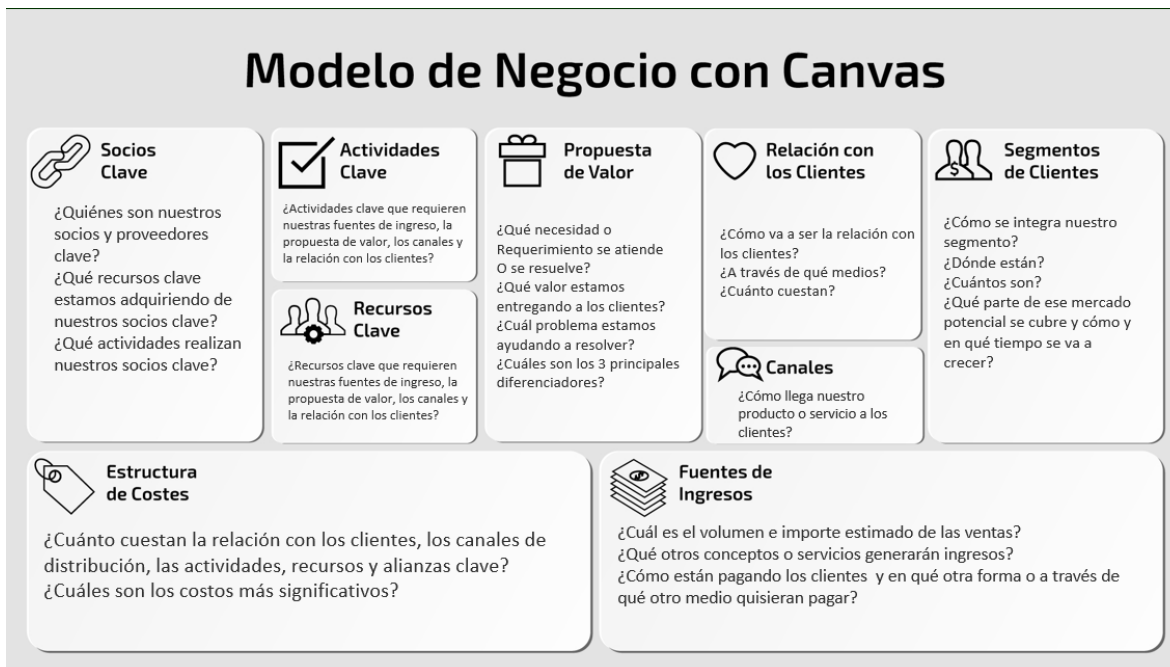 Modelo de Negocio con Canvas
Socios
Clave
¿Quiénes son nuestros
socios y proveedores
clave?
¿Qué recursos clave
estamos adquiriendo de
nuestros socios clave?
¿Qué actividades realizan
nuestros socios clave?
Actividades
Clave
¿Actividades clave que requieren
nuestras fuentes de ingreso, la
propuesta de valor, los canales y
la relación con los clientes?
Recursos
Clave
¿Recursos clave que requieren
nuestras fuentes de ingreso, la
propuesta de valor, los canales y
la relación con los clientes?
Propuesta
de Valor
¿Qué necesidad o
Requerimiento se atiende
O se resuelve?
¿Qué valor estamos
entregando a los clientes?
¿Cuál problema estamos
ayudando a resolver?
¿Cuáles son los 3 principales
diferenciadores?
Relación con
los Clientes
¿Cómo va a ser la relación con
los clientes?
¿A través de qué medios?
¿Cuánto cuestan?
Canales
¿Cómo llega nuestro
producto o servicio a los
clientes?
Segmentos
de Clientes
¿Cómo se integra nuestro
segmento?
¿Dónde están?
¿Cuántos son?
¿Qué parte de ese mercado
potencial se cubre y cómo y
en qué tiempo se va a
crecer?
Estructura
de Costes
¿Cuánto cuestan la relación con los clientes, los canales de
distribución, las actividades, recursos y alianzas clave?
¿Cuáles son los costos más significativos?
Fuentes de
Ingresos
¿Cuál es el volumen e importe estimado de las ventas?
¿Qué otros conceptos o servicios generarán ingresos?
¿Cómo están pagando los clientes  y en qué otra forma o a través de
qué otro medio quisieran pagar?